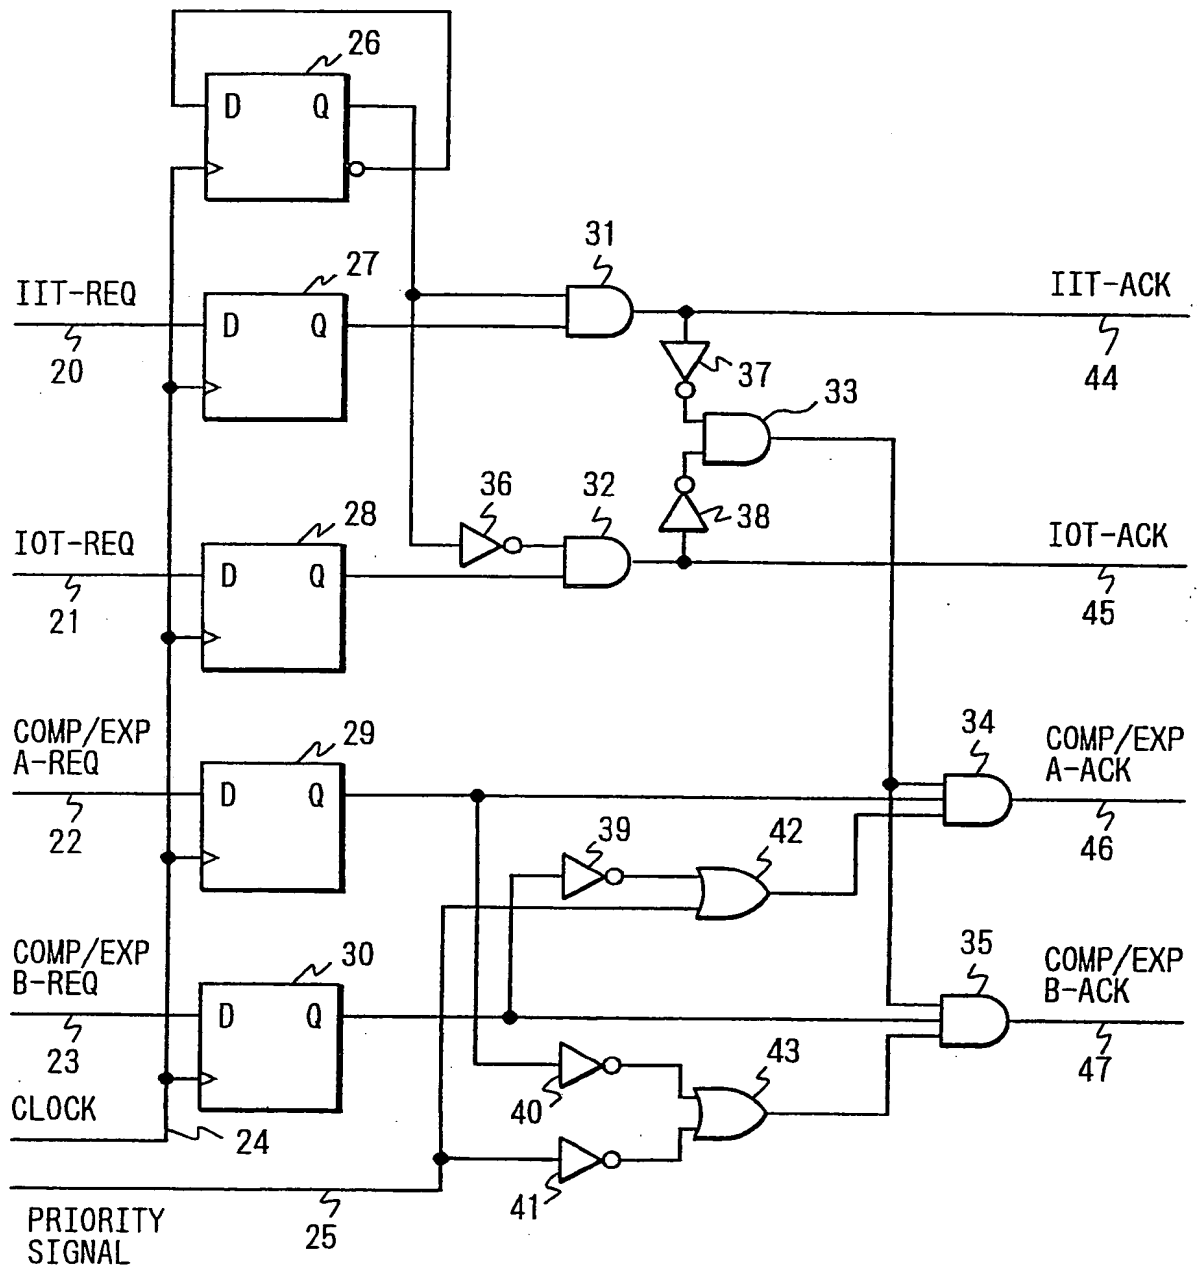 26
D Q
27
IIT-REQ
D Q
20
31
IIT-ACK
44
37
33
28
IOT-REQ
D Q
21
36
32
38
IOT-ACK
45
29
COMP/EXP
A-REQ
D Q
22
34
COMP/EXP
A-ACK
46
39
42
30
COMP/EXP
B-REQ
D Q
23
35
COMP/EXP
B-ACK
47
40
43
CLOCK
24
41
25
PRIORITY
SIGNAL